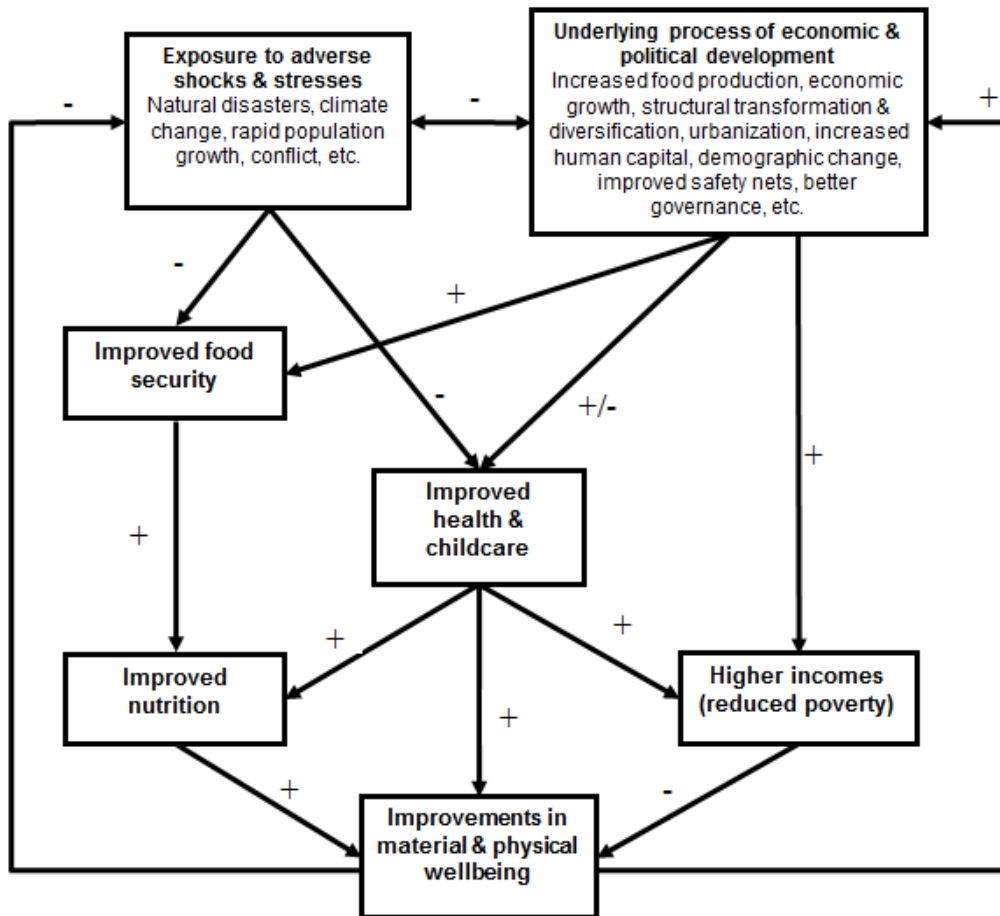 Exposure to adverse
shocks & stresses
Natural disasters, climate
change, rapid population
growth, conflict, etc.
Underlying process of economic &
political development
Increased food production, economic
growth, structural transformation &
diversification, urbanization, increased
human capital, demographic change,
improved safety nets, better
governance, etc.
-
-
+
-
+
Improved food
security
-
+/-
+
Improved
health &
childcare
+
+
+
Improved
nutrition
Higher incomes
(reduced poverty)
+
+
-
Improvements in
material & physical
wellbeing